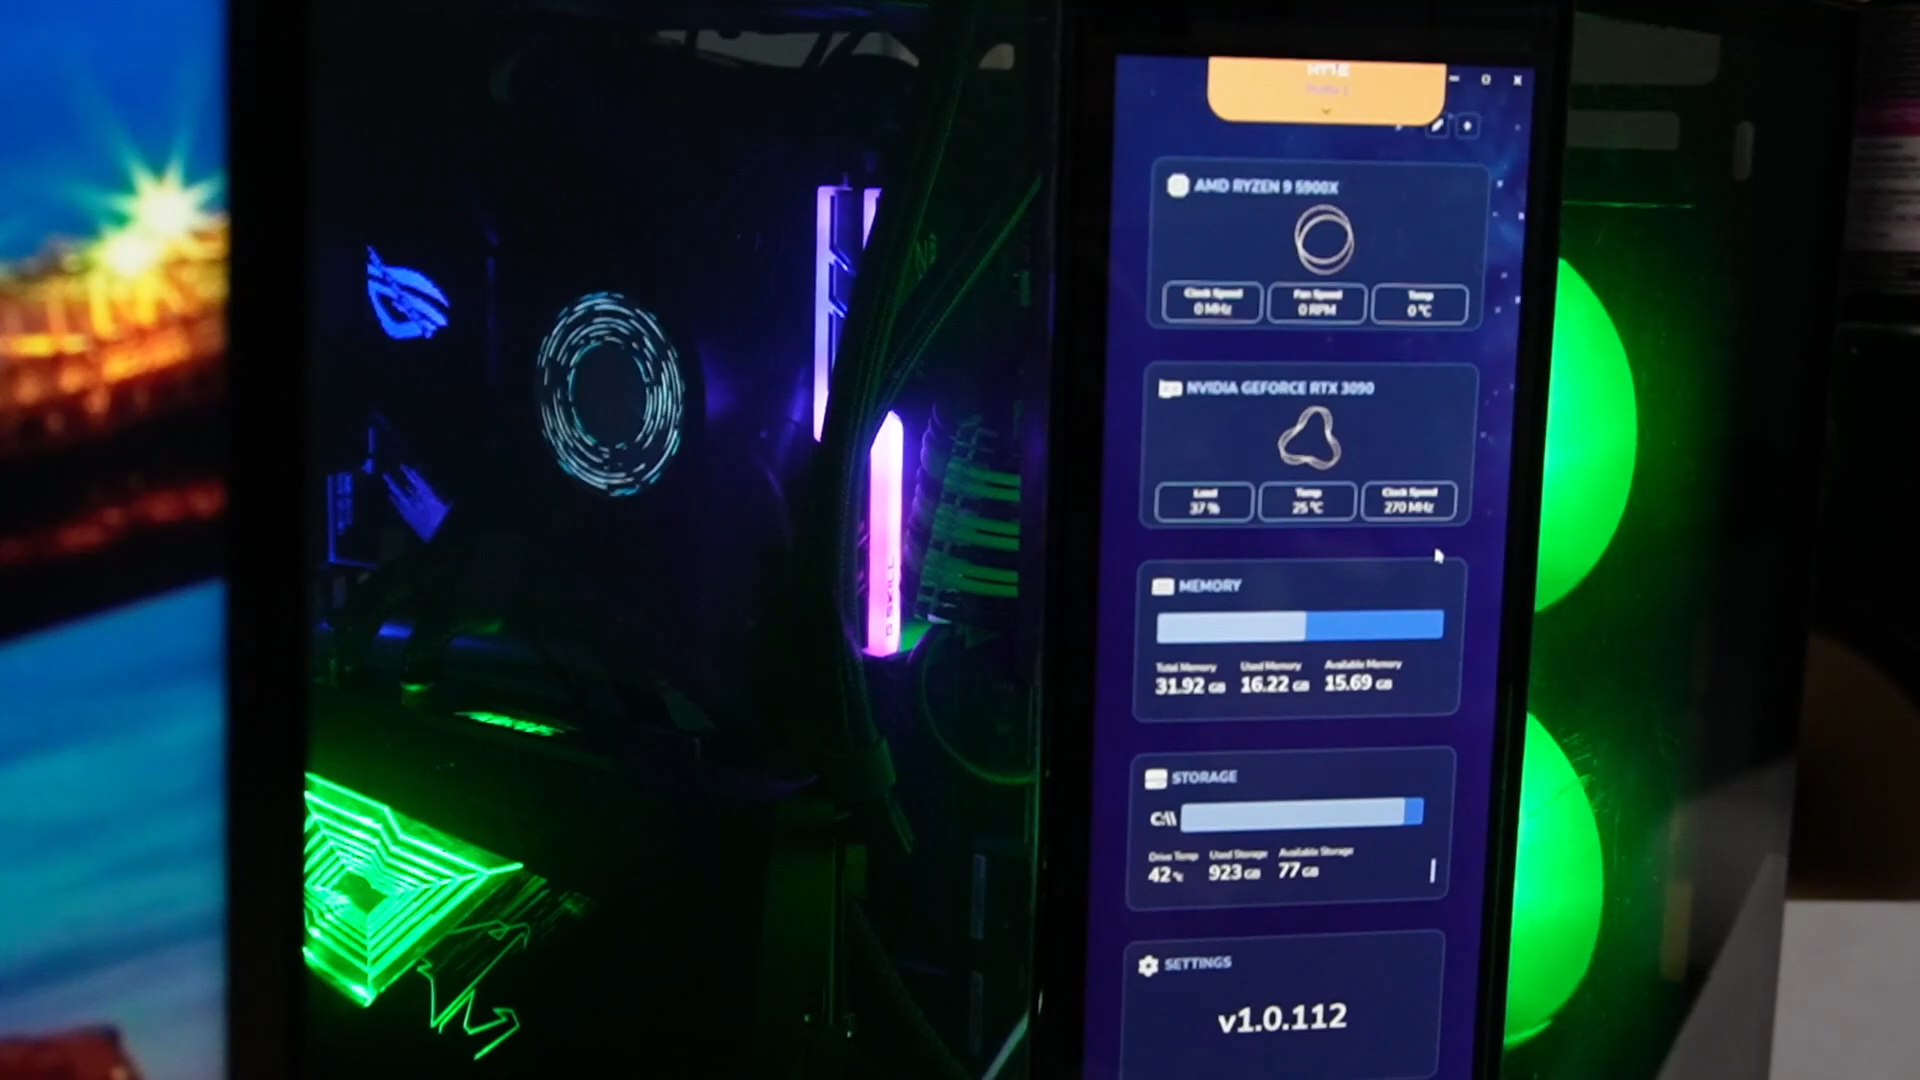 HYTE
AMD RYZEN 9 5900X
Clock Speed Fan Speed Temp
0 MHz 0 RPM 0 °C
NVIDIA GEFORCE RTX 3090
Load Temp Clock Speed
37 % 25 °C 270 MHz
MEMORY
Total Memory Used Memory Available Memory
31.92 GB 16.22 GB 15.69 GB
STORAGE
C:\\
Drive Temp Used Storage Available Storage
42 °C 923 GB 77 GB
SETTINGS
v1.0.112
G.SKILL